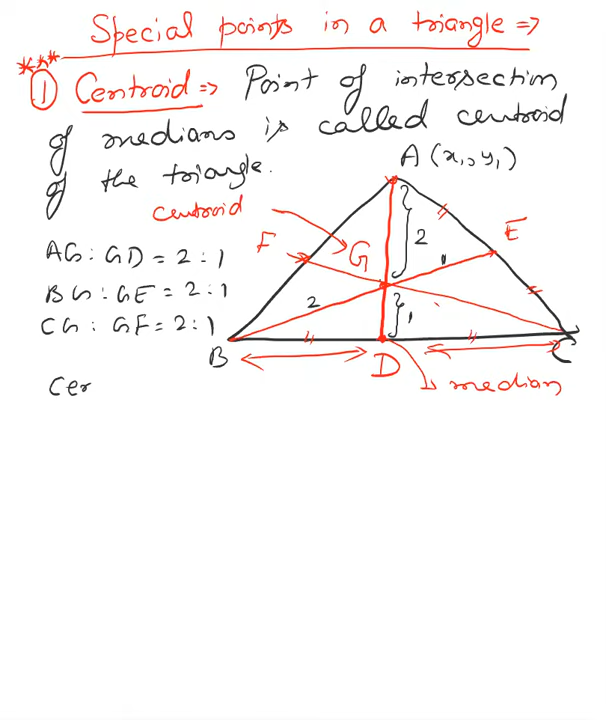 Special points in a triangle ⇒
*** ① Centroid ⇒ Point of intersection
of medians is called centroid
of the triangle.
A (x₁, y₁)
centroid
F
E
G
2
1
AG : GD = 2 : 1
BG : GE = 2 : 1
CG : GF = 2 : 1
2
1
B
D
C
median
Cer